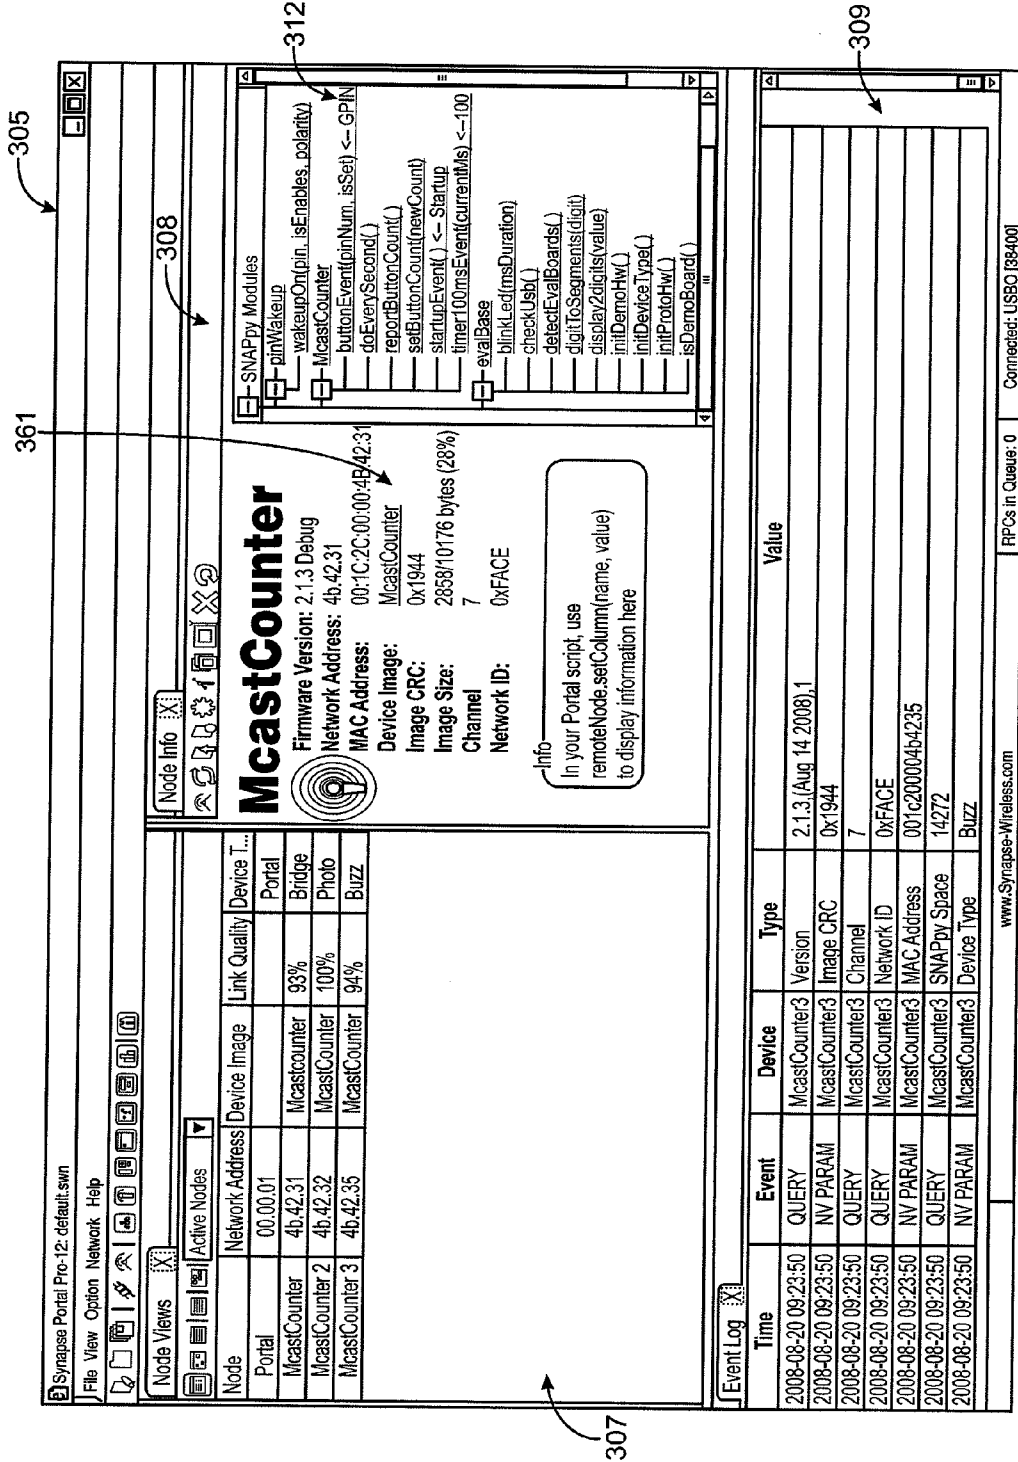 305
Synapse Portal Pro-12: default.swn
File View Option Network Help
Node Views X
Active Nodes
Node Network Address Device Image Link Quality Device T...
Portal 00.00.01 Portal
McastCounter 4b.42.31 Mcastcounter 93% Bridge
McastCounter 2 4b.42.32 McastCounter 100% Photo
McastCounter 3 4b.42.35 McastCounter 94% Buzz
307
308
Node Info X
McastCounter
Firmware Version: 2.1.3 Debug
Network Address: 4b.42.31
MAC Address: 00:1C:2C:00:00:4B:42:31
Device Image: McastCounter
Image CRC: 0x1944
Image Size: 2858/10176 bytes (28%)
Channel 7
Network ID: 0xFACE
361
Info
In your Portal script, use
remoteNode.setColumn(name, value)
to display information here
SNAPpy Modules
pinWakeup
wakeupOn(pin, isEnables, polarity)
McastCounter
buttonEvent(pinNum, isSet) <-- GPIN
doEverySecond( )
reportButtonCount( )
setButtonCount(newCount)
startupEvent( ) <-- Startup
timer100msEvent(currentMs) <--100
evalBase
blinkLed(msDuration)
checkUsb( )
detectEvalBoards( )
digitToSegments(digit)
display2digits(value)
initDemoHw( )
initDeviceType( )
initProtoHw( )
isDemoBoard( )
312
Event Log X
Time Event Device Type Value
2008-08-20 09:23:50 QUERY McastCounter3 Version 2.1.3,(Aug 14 2008),1
2008-08-20 09:23:50 NV PARAM McastCounter3 Image CRC 0x1944
2008-08-20 09:23:50 QUERY McastCounter3 Channel 7
2008-08-20 09:23:50 QUERY McastCounter3 Network ID 0xFACE
2008-08-20 09:23:50 NV PARAM McastCounter3 MAC Address 001c200004b4235
2008-08-20 09:23:50 QUERY McastCounter3 SNAPpy Space 14272
2008-08-20 09:23:50 NV PARAM McastCounter3 Device Type Buzz
309
www.Synapse-Wireless.com RPCs in Queue: 0 Connected: USBO [38400]